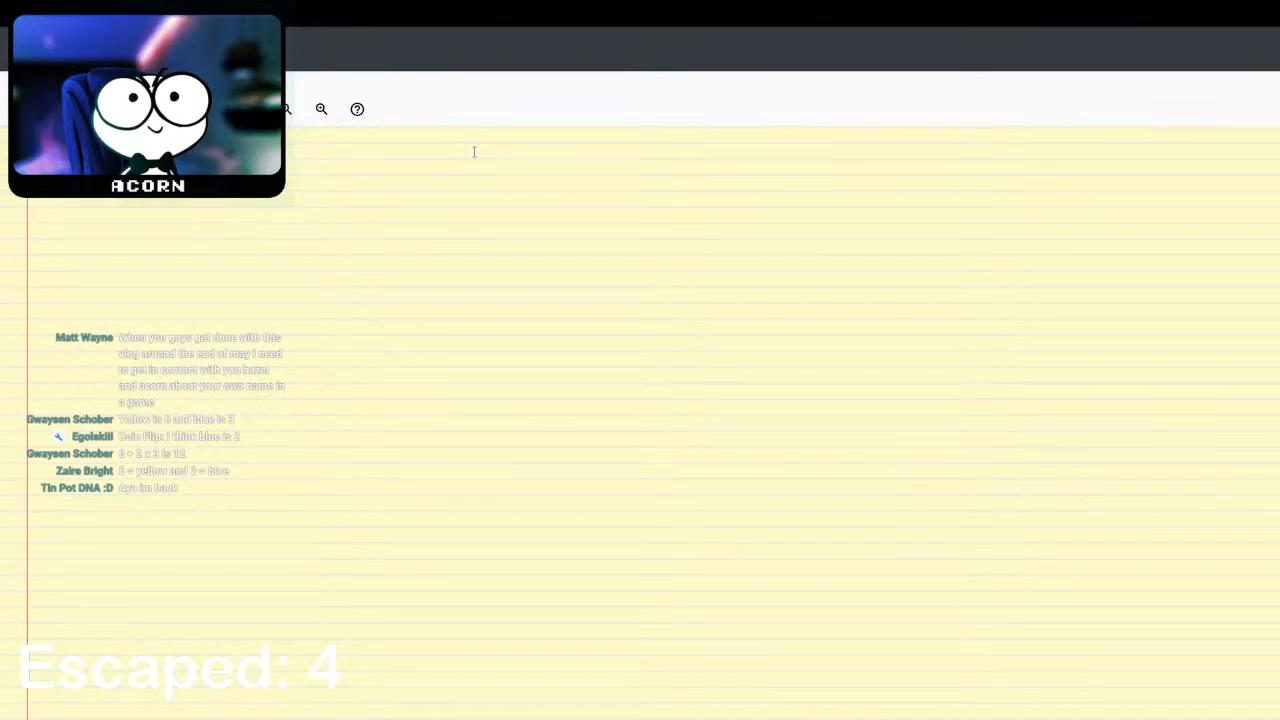 ACORN
Matt Wayne When you guys get done with this
vlog around the end of may i need
to get in contact with you hazel
and acorn about your own name in
a game
Gwaysen Schober Yellow is 6 and blue is 3
Egoiskill Coin Flip: i think blue is 2
Gwaysen Schober 6 + 2 x 3 is 12
Zaire Bright 8 = yellow and 2 = blue
Tin Pot DNA :D Ayo im back
Escaped: 4